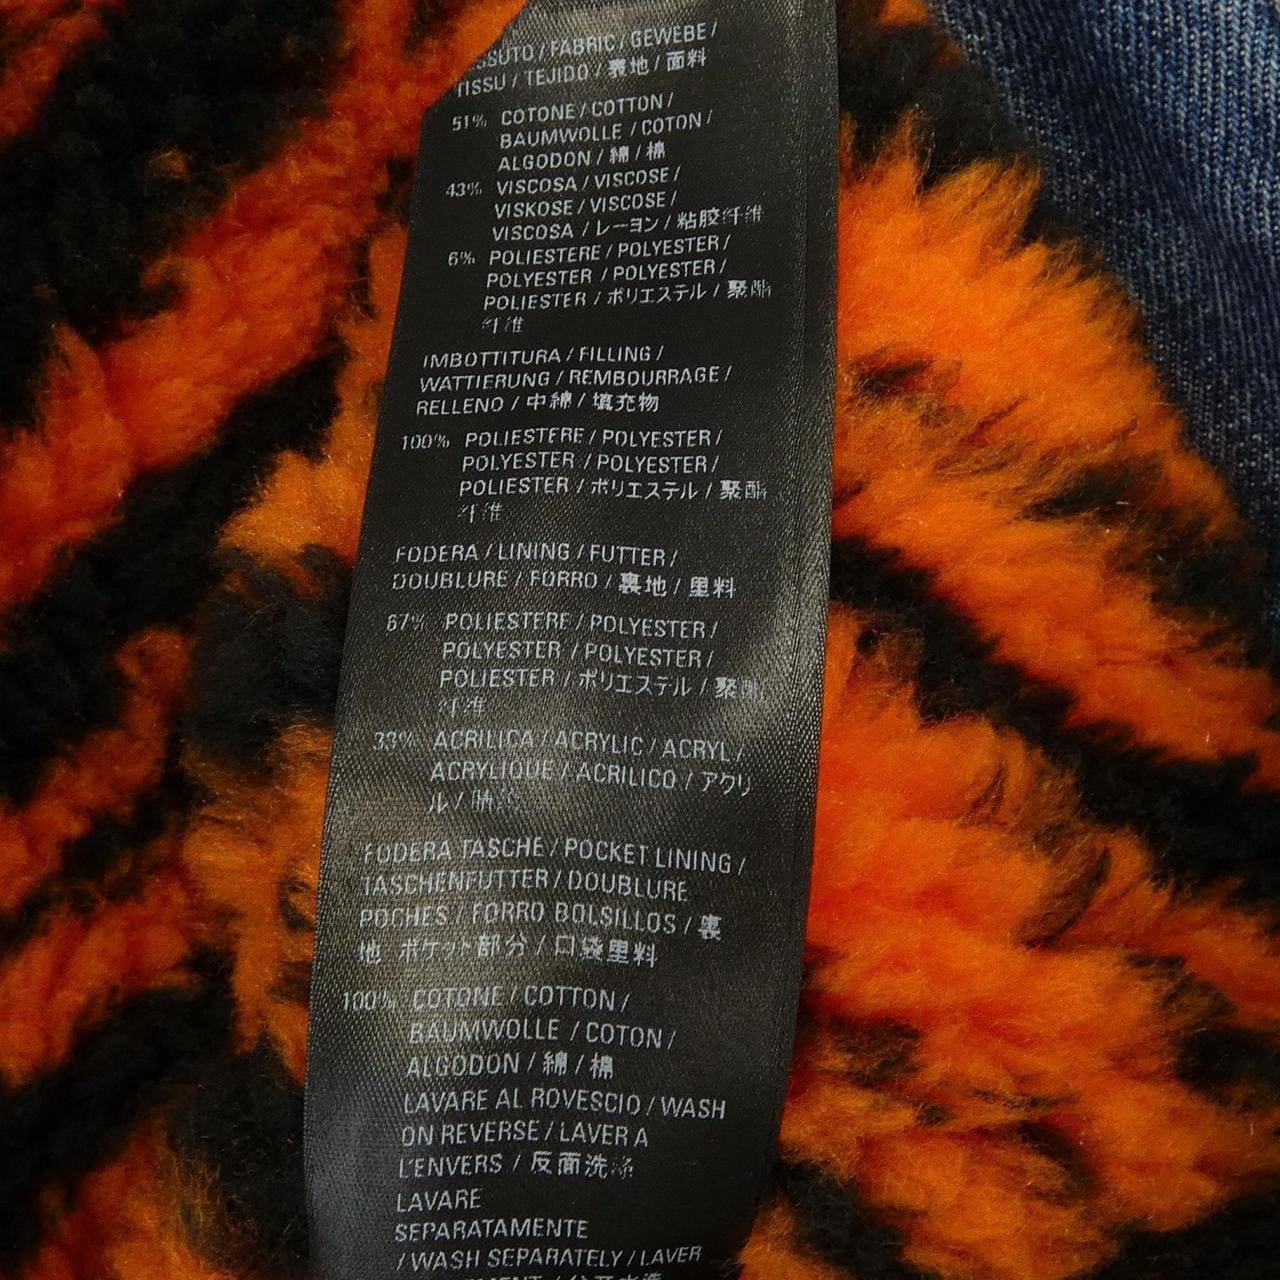 / FABRIC / GEWEBE /
TISSU / TEJIDO / 表地 / 面料
51% COTONE / COTTON /
BAUMWOLLE / COTON /
ALGODON / 綿 / 棉
43% VISCOSA / VISCOSE /
VISKOSE / VISCOSE /
VISCOSA / レーヨン / 粘胶纤维
6% POLIESTERE / POLYESTER /
POLYESTER / POLYESTER /
POLIESTER / ポリエステル / 聚酯
纤维
IMBOTTITURA / FILLING /
WATTIERUNG / REMBOURRAGE /
RELLENO / 中綿 / 填充物
100% POLIESTERE / POLYESTER /
POLYESTER / POLYESTER /
POLIESTER / ポリエステル / 聚酯
纤维
FODERA / LINING / FUTTER /
DOUBLURE / FORRO / 裏地 / 里料
67% POLIESTERE / POLYESTER /
POLYESTER / POLYESTER /
POLIESTER / ポリエステル / 聚酯
纤维
33% ACRILICA / ACRYLIC / ACRYL /
ACRYLIQUE / ACRILICO / アクリ
ル /
FODERA TASCHE / POCKET LINING /
TASCHENFUTTER / DOUBLURE
POCHES / FORRO BOLSILLOS / 裏
地 ポケット部分 / 口袋里料
100% COTONE / COTTON /
BAUMWOLLE / COTON /
ALGODON / 綿 / 棉
LAVARE AL ROVESCIO / WASH
ON REVERSE / LAVER A
L'ENVERS / 反面洗涤
LAVARE
SEPARATAMENTE
/ WASH SEPARATELY / LAVER